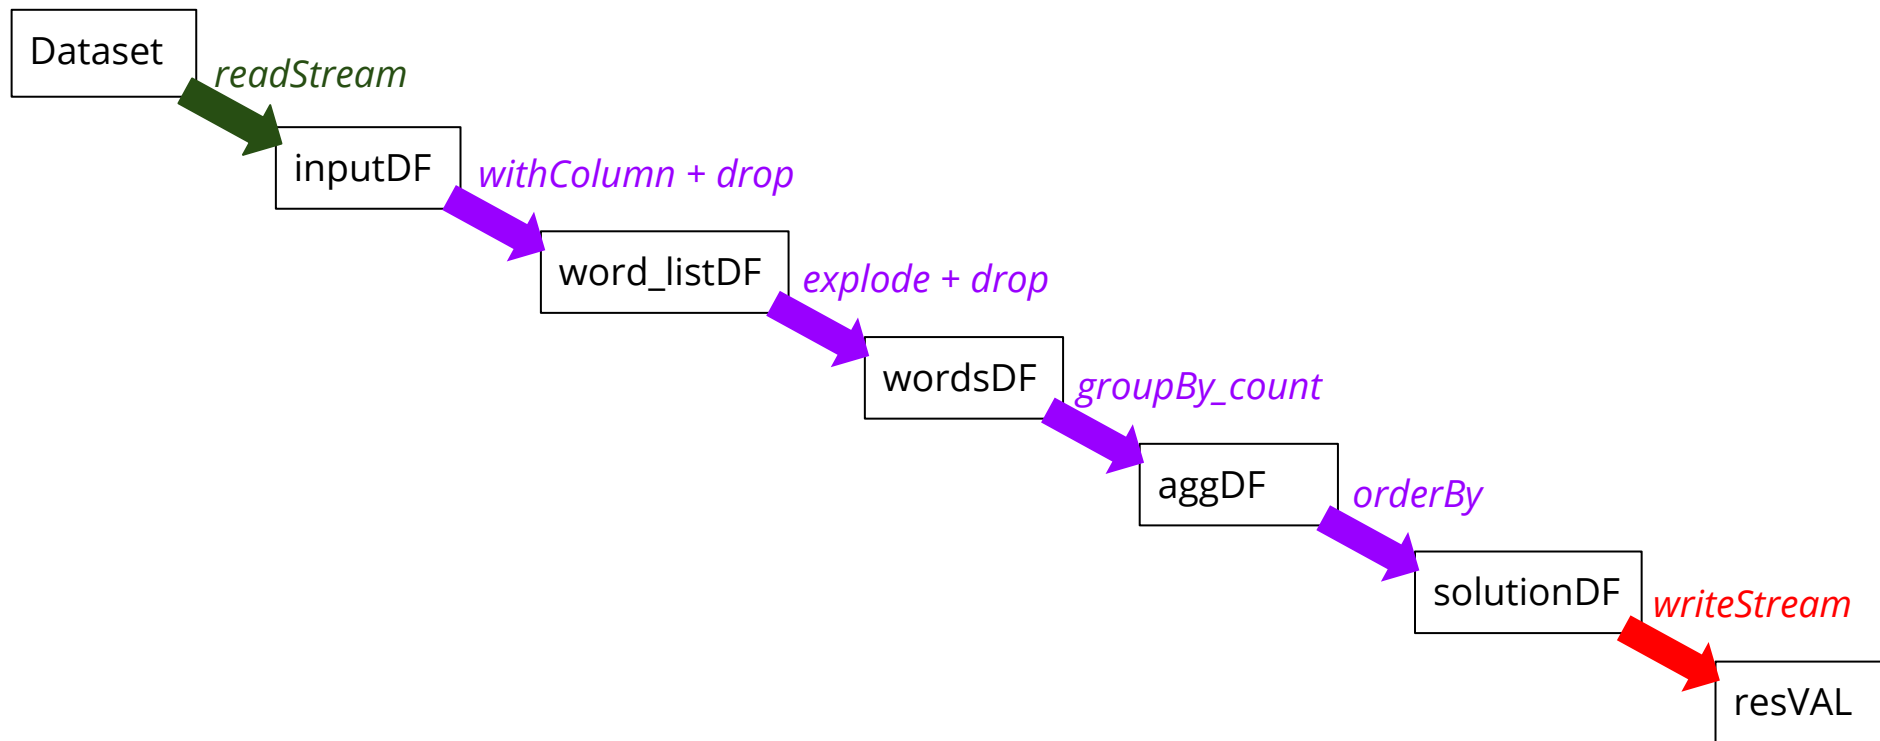 Dataset
readStream
inputDF
withColumn + drop
word_listDF
explode + drop
wordsDF
groupBy_count
aggDF
orderBy
solutionDF
writeStream
resVAL